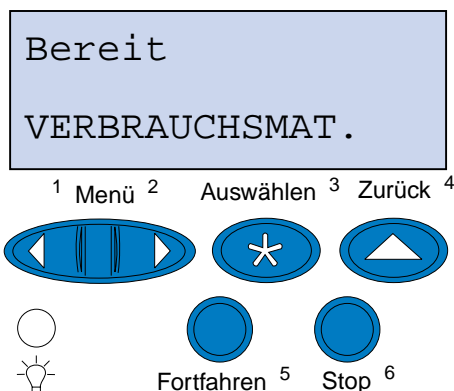 Bereit
VERBRAUCHSMAT.
1 Menü 2 Auswählen 3 Zurück 4
Fortfahren 5 Stop 6